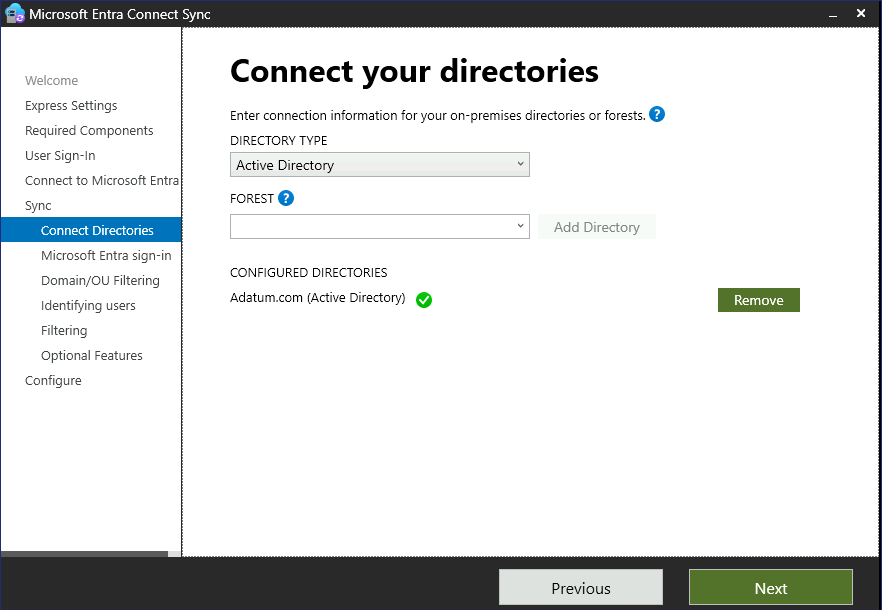 Microsoft Entra Connect Sync
Welcome
Express Settings
Required Components
User Sign-In
Connect to Microsoft Entra
Sync
Connect Directories
Microsoft Entra sign-in
Domain/OU Filtering
Identifying users
Filtering
Optional Features
Configure
Connect your directories
Enter connection information for your on-premises directories or forests. ?
DIRECTORY TYPE
Active Directory
FOREST ?
Add Directory
CONFIGURED DIRECTORIES
Adatum.com (Active Directory)
Remove
Previous
Next